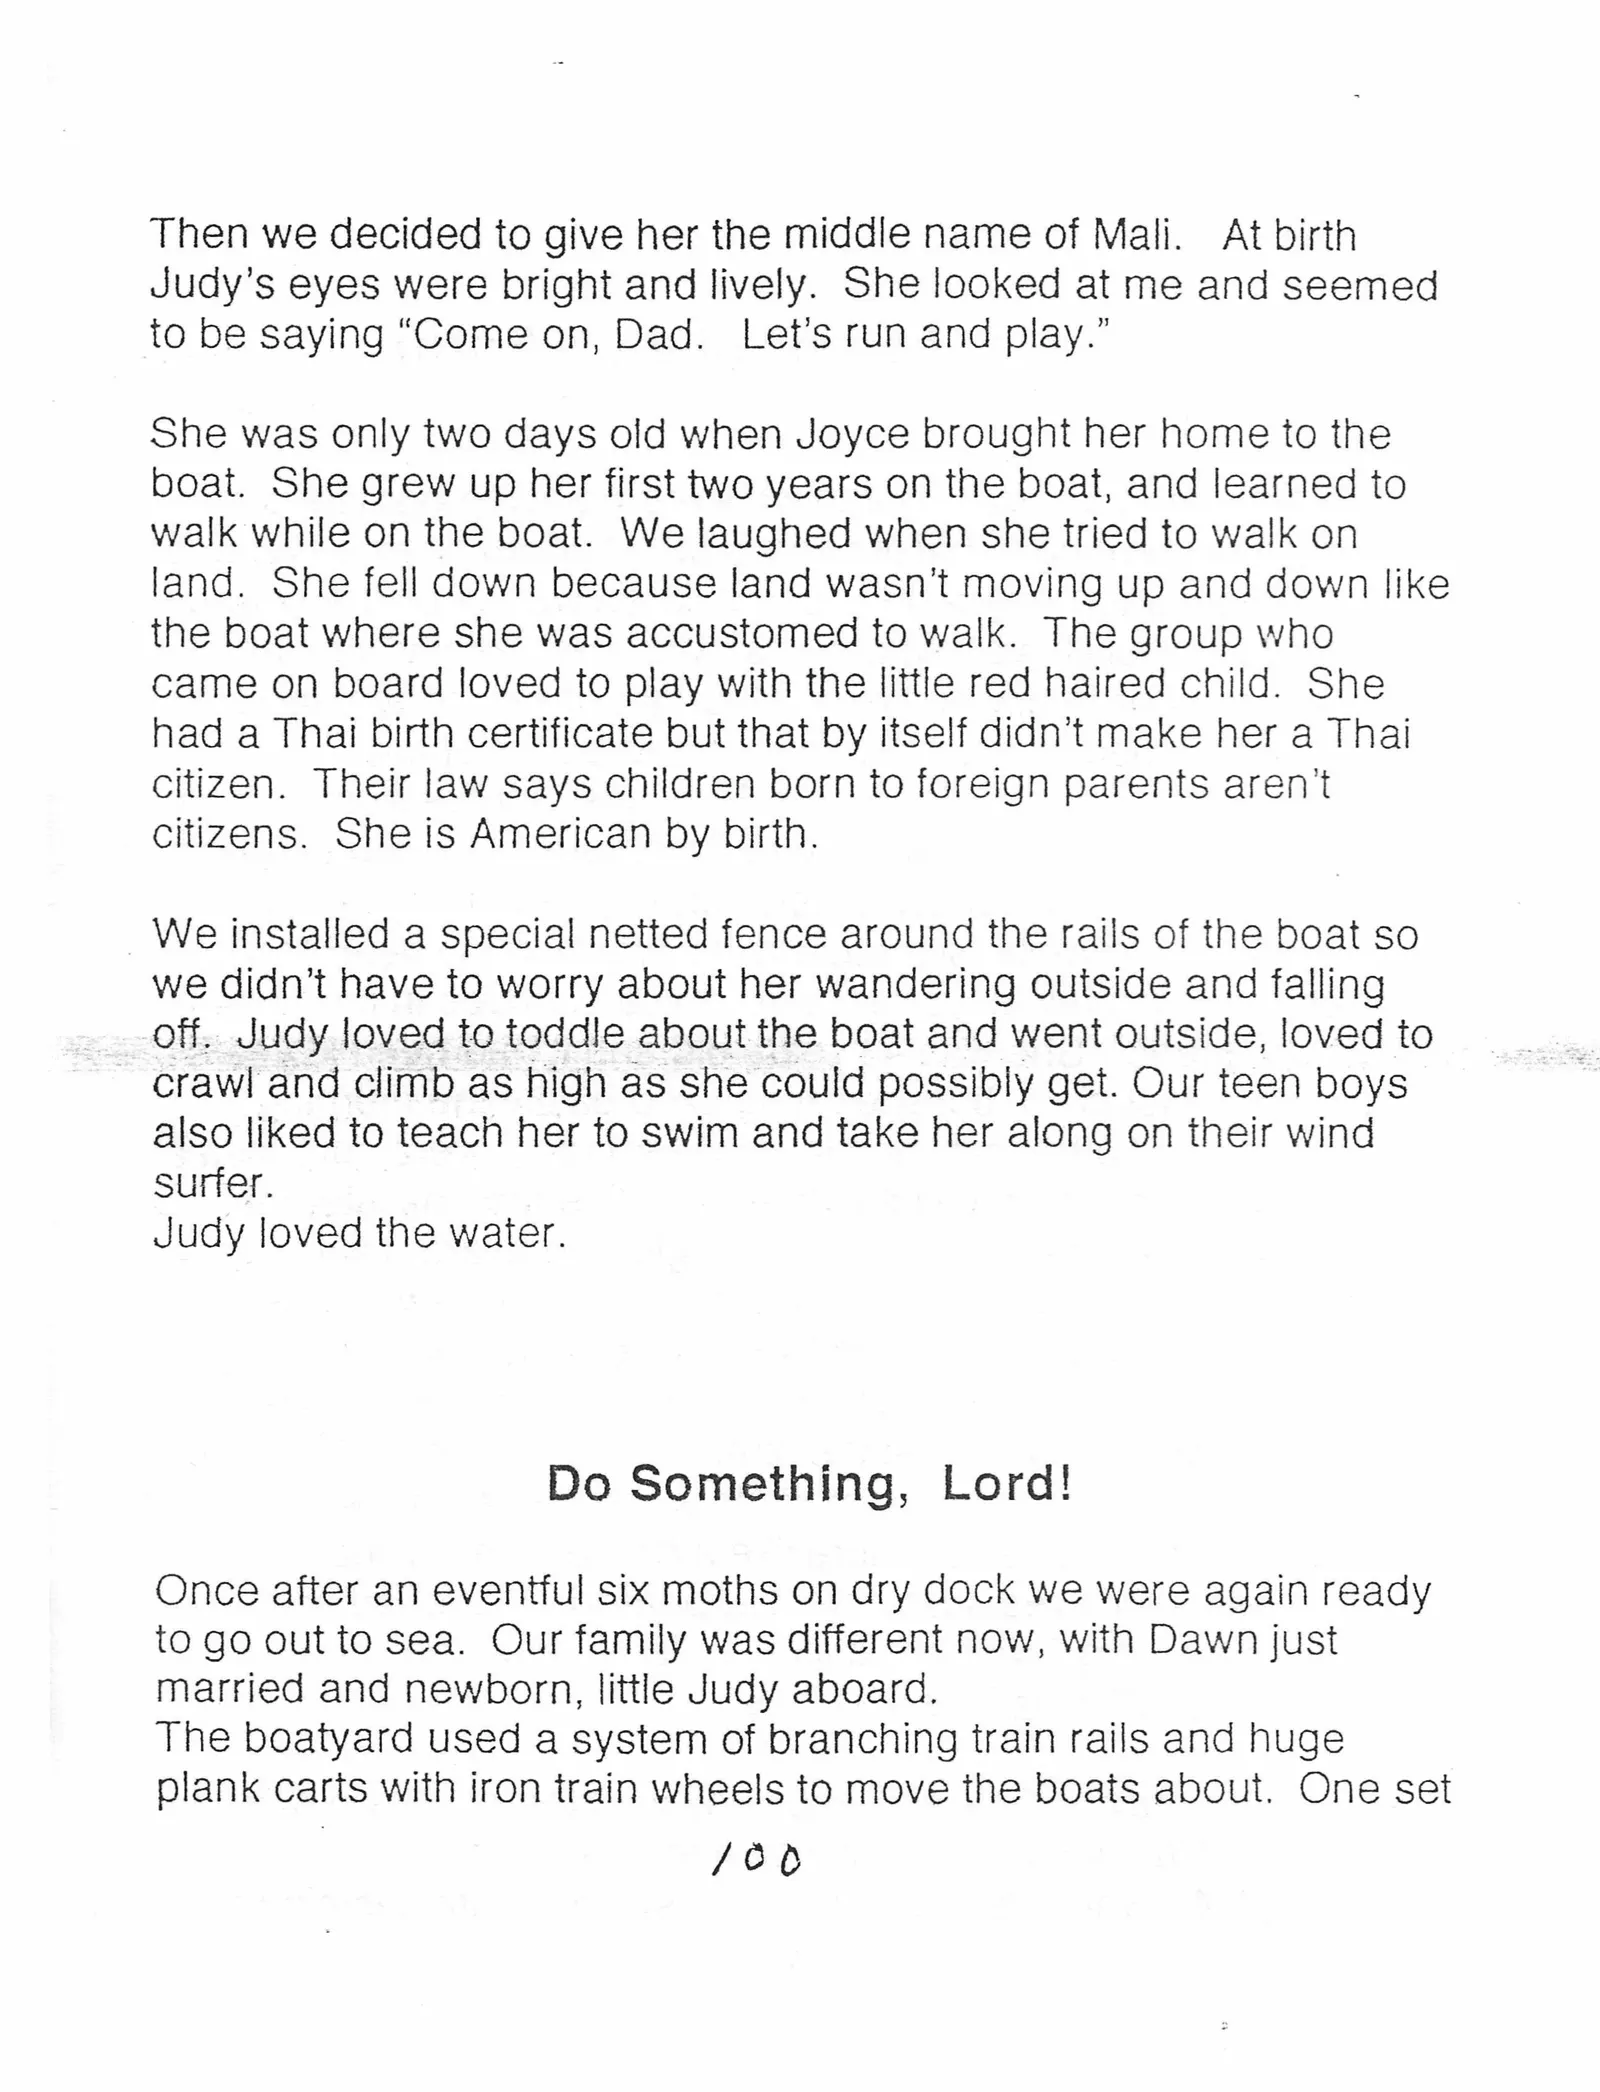 Then we decided to give her the middle name of Mali.   At birth
Judy's eyes were bright and lively.  She looked at me and seemed
to be saying “Come on, Dad.   Let's run and play.”
She was only two days old when Joyce brought her home to the
boat.  She grew up her first two years on the boat, and learned to
walk while on the boat.  We laughed when she tried to walk on
land.  She fell down because land wasn't moving up and down like
the boat where she was accustomed to walk.  The group who
came on board loved to play with the little red haired child.  She
had a Thai birth certificate but that by itself didn't make her a Thai
citizen.  Their law says children born to foreign parents aren't
citizens.  She is American by birth.
We installed a special netted fence around the rails of the boat so
we didn't have to worry about her wandering outside and falling
off.  Judy loved to toddle about the boat and went outside, loved to
crawl and climb as high as she could possibly get. Our teen boys
also liked to teach her to swim and take her along on their wind
surfer.
Judy loved the water.
Do Something,  Lord!
Once after an eventful six moths on dry dock we were again ready
to go out to sea.  Our family was different now, with Dawn just
married and newborn, little Judy aboard.
The boatyard used a system of branching train rails and huge
plank carts with iron train wheels to move the boats about.  One set
100